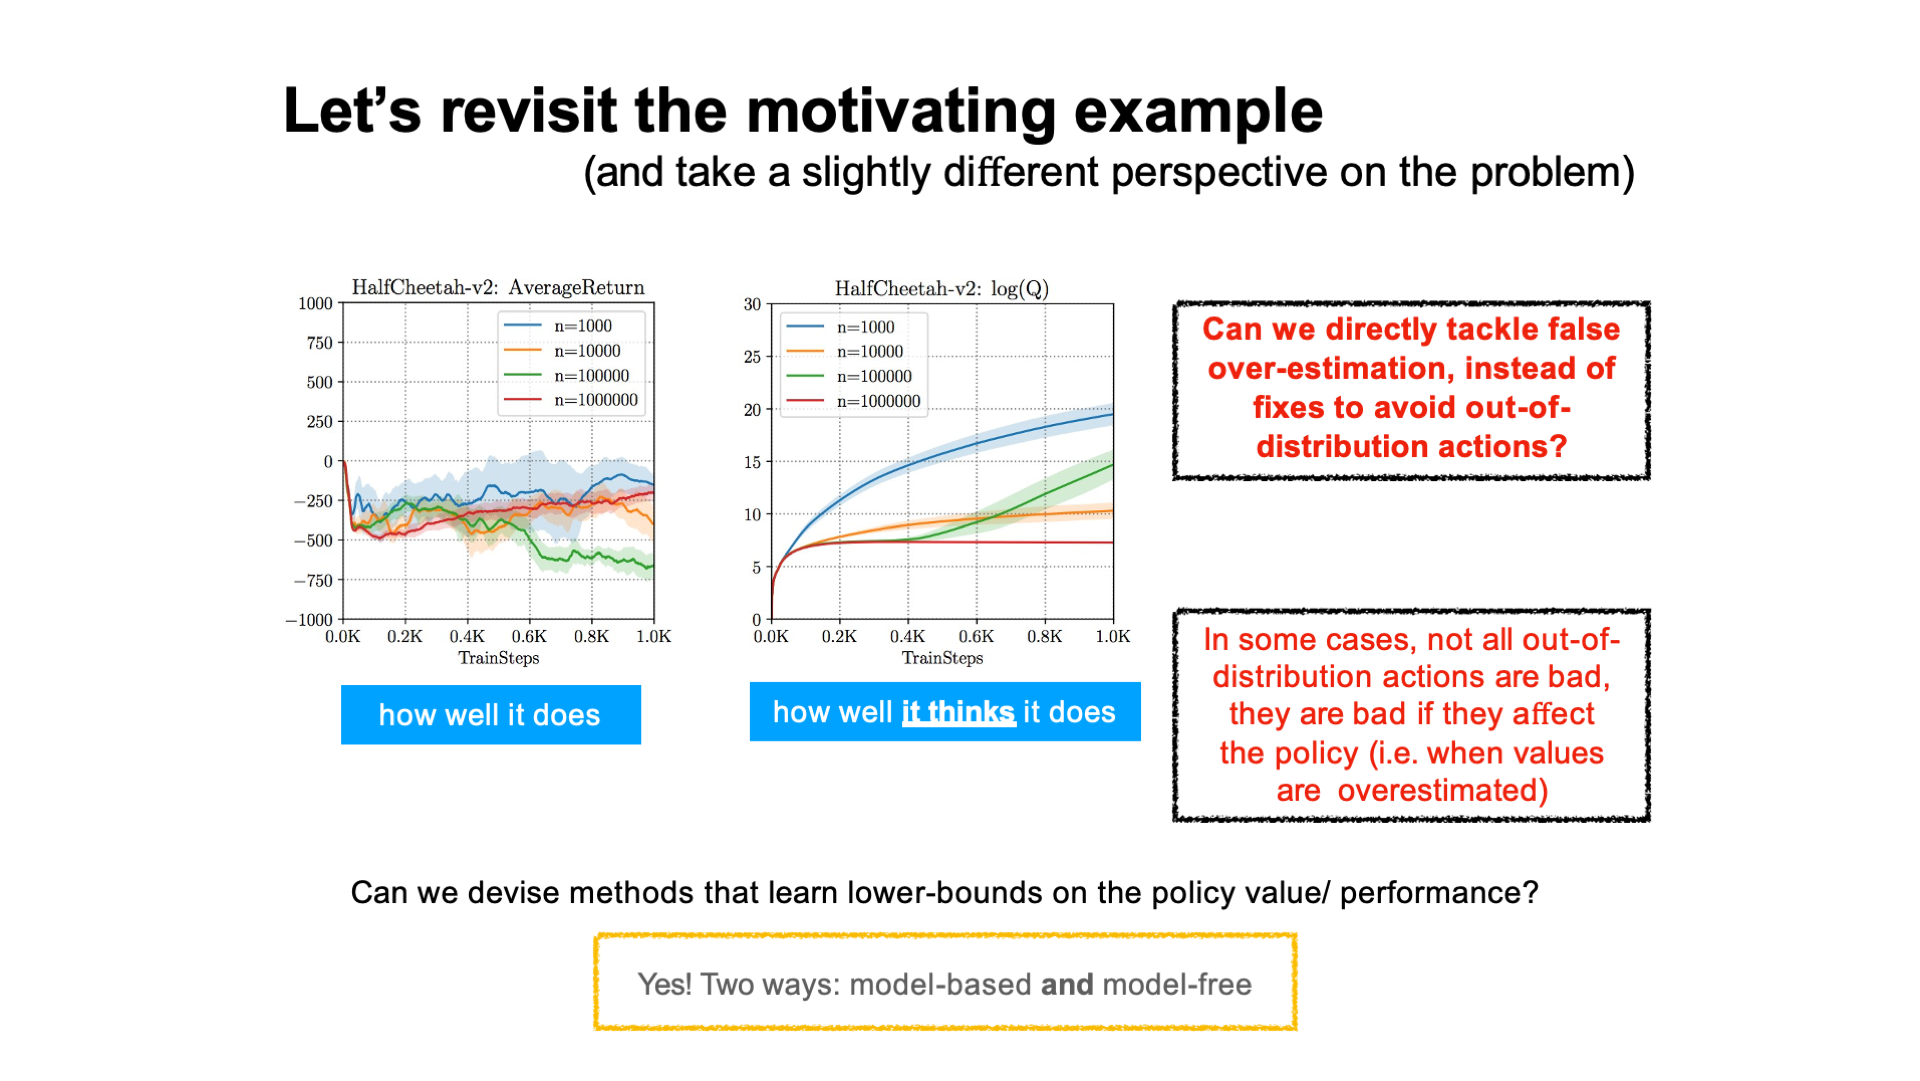 Let’s revisit the motivating example
(and take a slightly different perspective on the problem)
HalfCheetah-v2: AverageReturn
1000
750
500
250
0
−250
−500
−750
−1000
n=1000
n=10000
n=100000
n=1000000
0.0K 0.2K 0.4K 0.6K 0.8K 1.0K
TrainSteps
how well it does
HalfCheetah-v2: log(Q)
30
25
20
15
10
5
0
n=1000
n=10000
n=100000
n=1000000
0.0K 0.2K 0.4K 0.6K 0.8K 1.0K
TrainSteps
how well it thinks it does
Can we directly tackle false
over-estimation, instead of
fixes to avoid out-of-
distribution actions?
In some cases, not all out-of-
distribution actions are bad,
they are bad if they affect
the policy (i.e. when values
are overestimated)
Can we devise methods that learn lower-bounds on the policy value/ performance?
Yes! Two ways: model-based and model-free